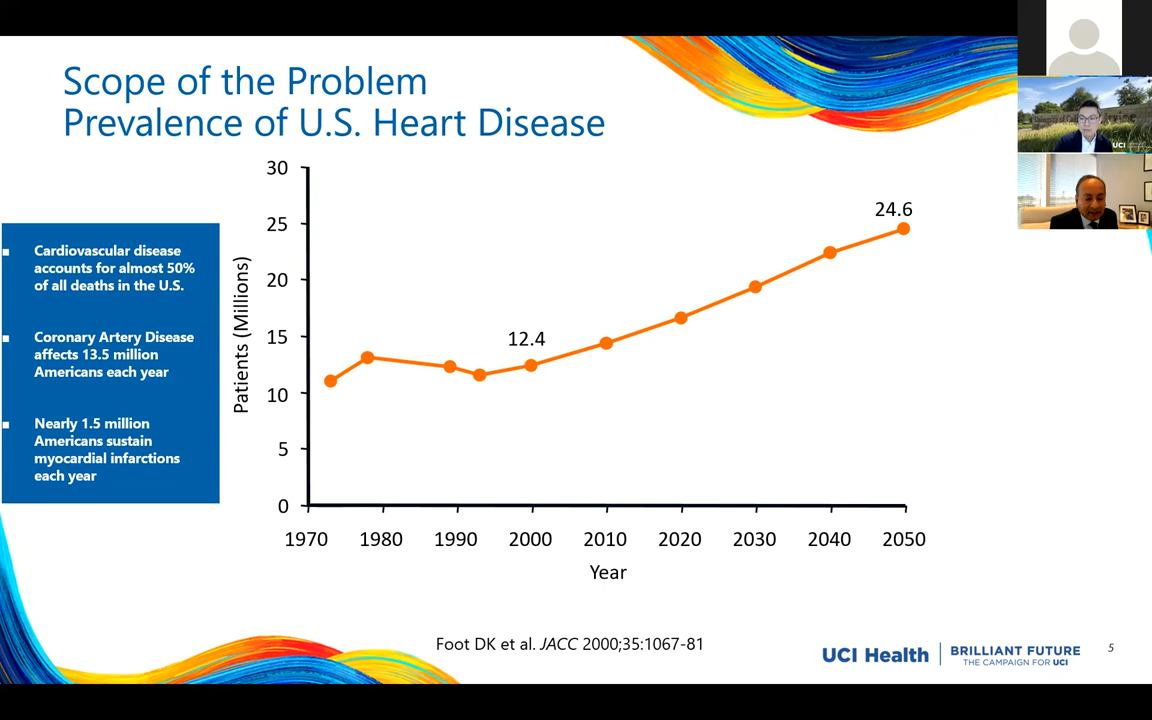 Scope of the Problem
Prevalence of U.S. Heart Disease
Cardiovascular disease
accounts for almost 50%
of all deaths in the U.S.
Coronary Artery Disease
affects 13.5 million
Americans each year
Nearly 1.5 million
Americans sustain
myocardial infarctions
each year
Patients (Millions)
30
25
20
15
10
5
0
12.4
24.6
1970 1980 1990 2000 2010 2020 2030 2040 2050
Year
Foot DK et al. JACC 2000;35:1067-81
UCI Health
BRILLIANT FUTURE
THE CAMPAIGN FOR UCI
5
UCI